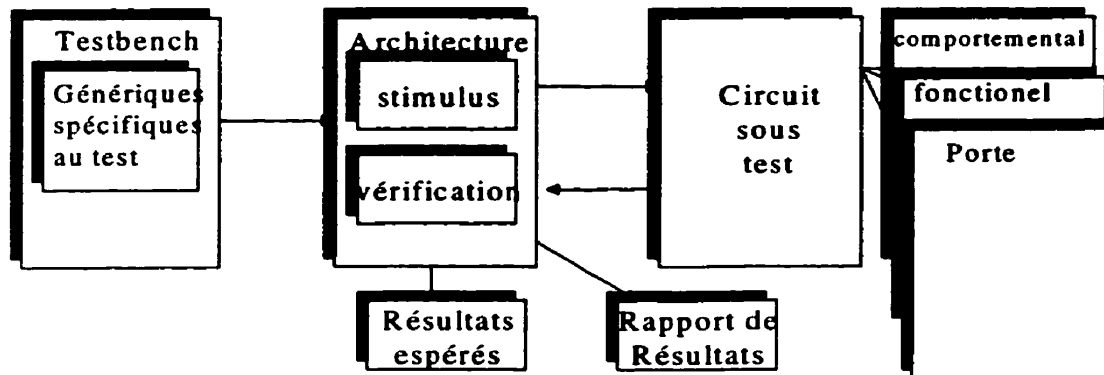 Testbench
Génériques
spécifiques
au test
Architecture
stimulus
vérification
Résultats
espérés
Rapport de
Résultats
Circuit
sous
test
comportemental
fonctionel
Porte